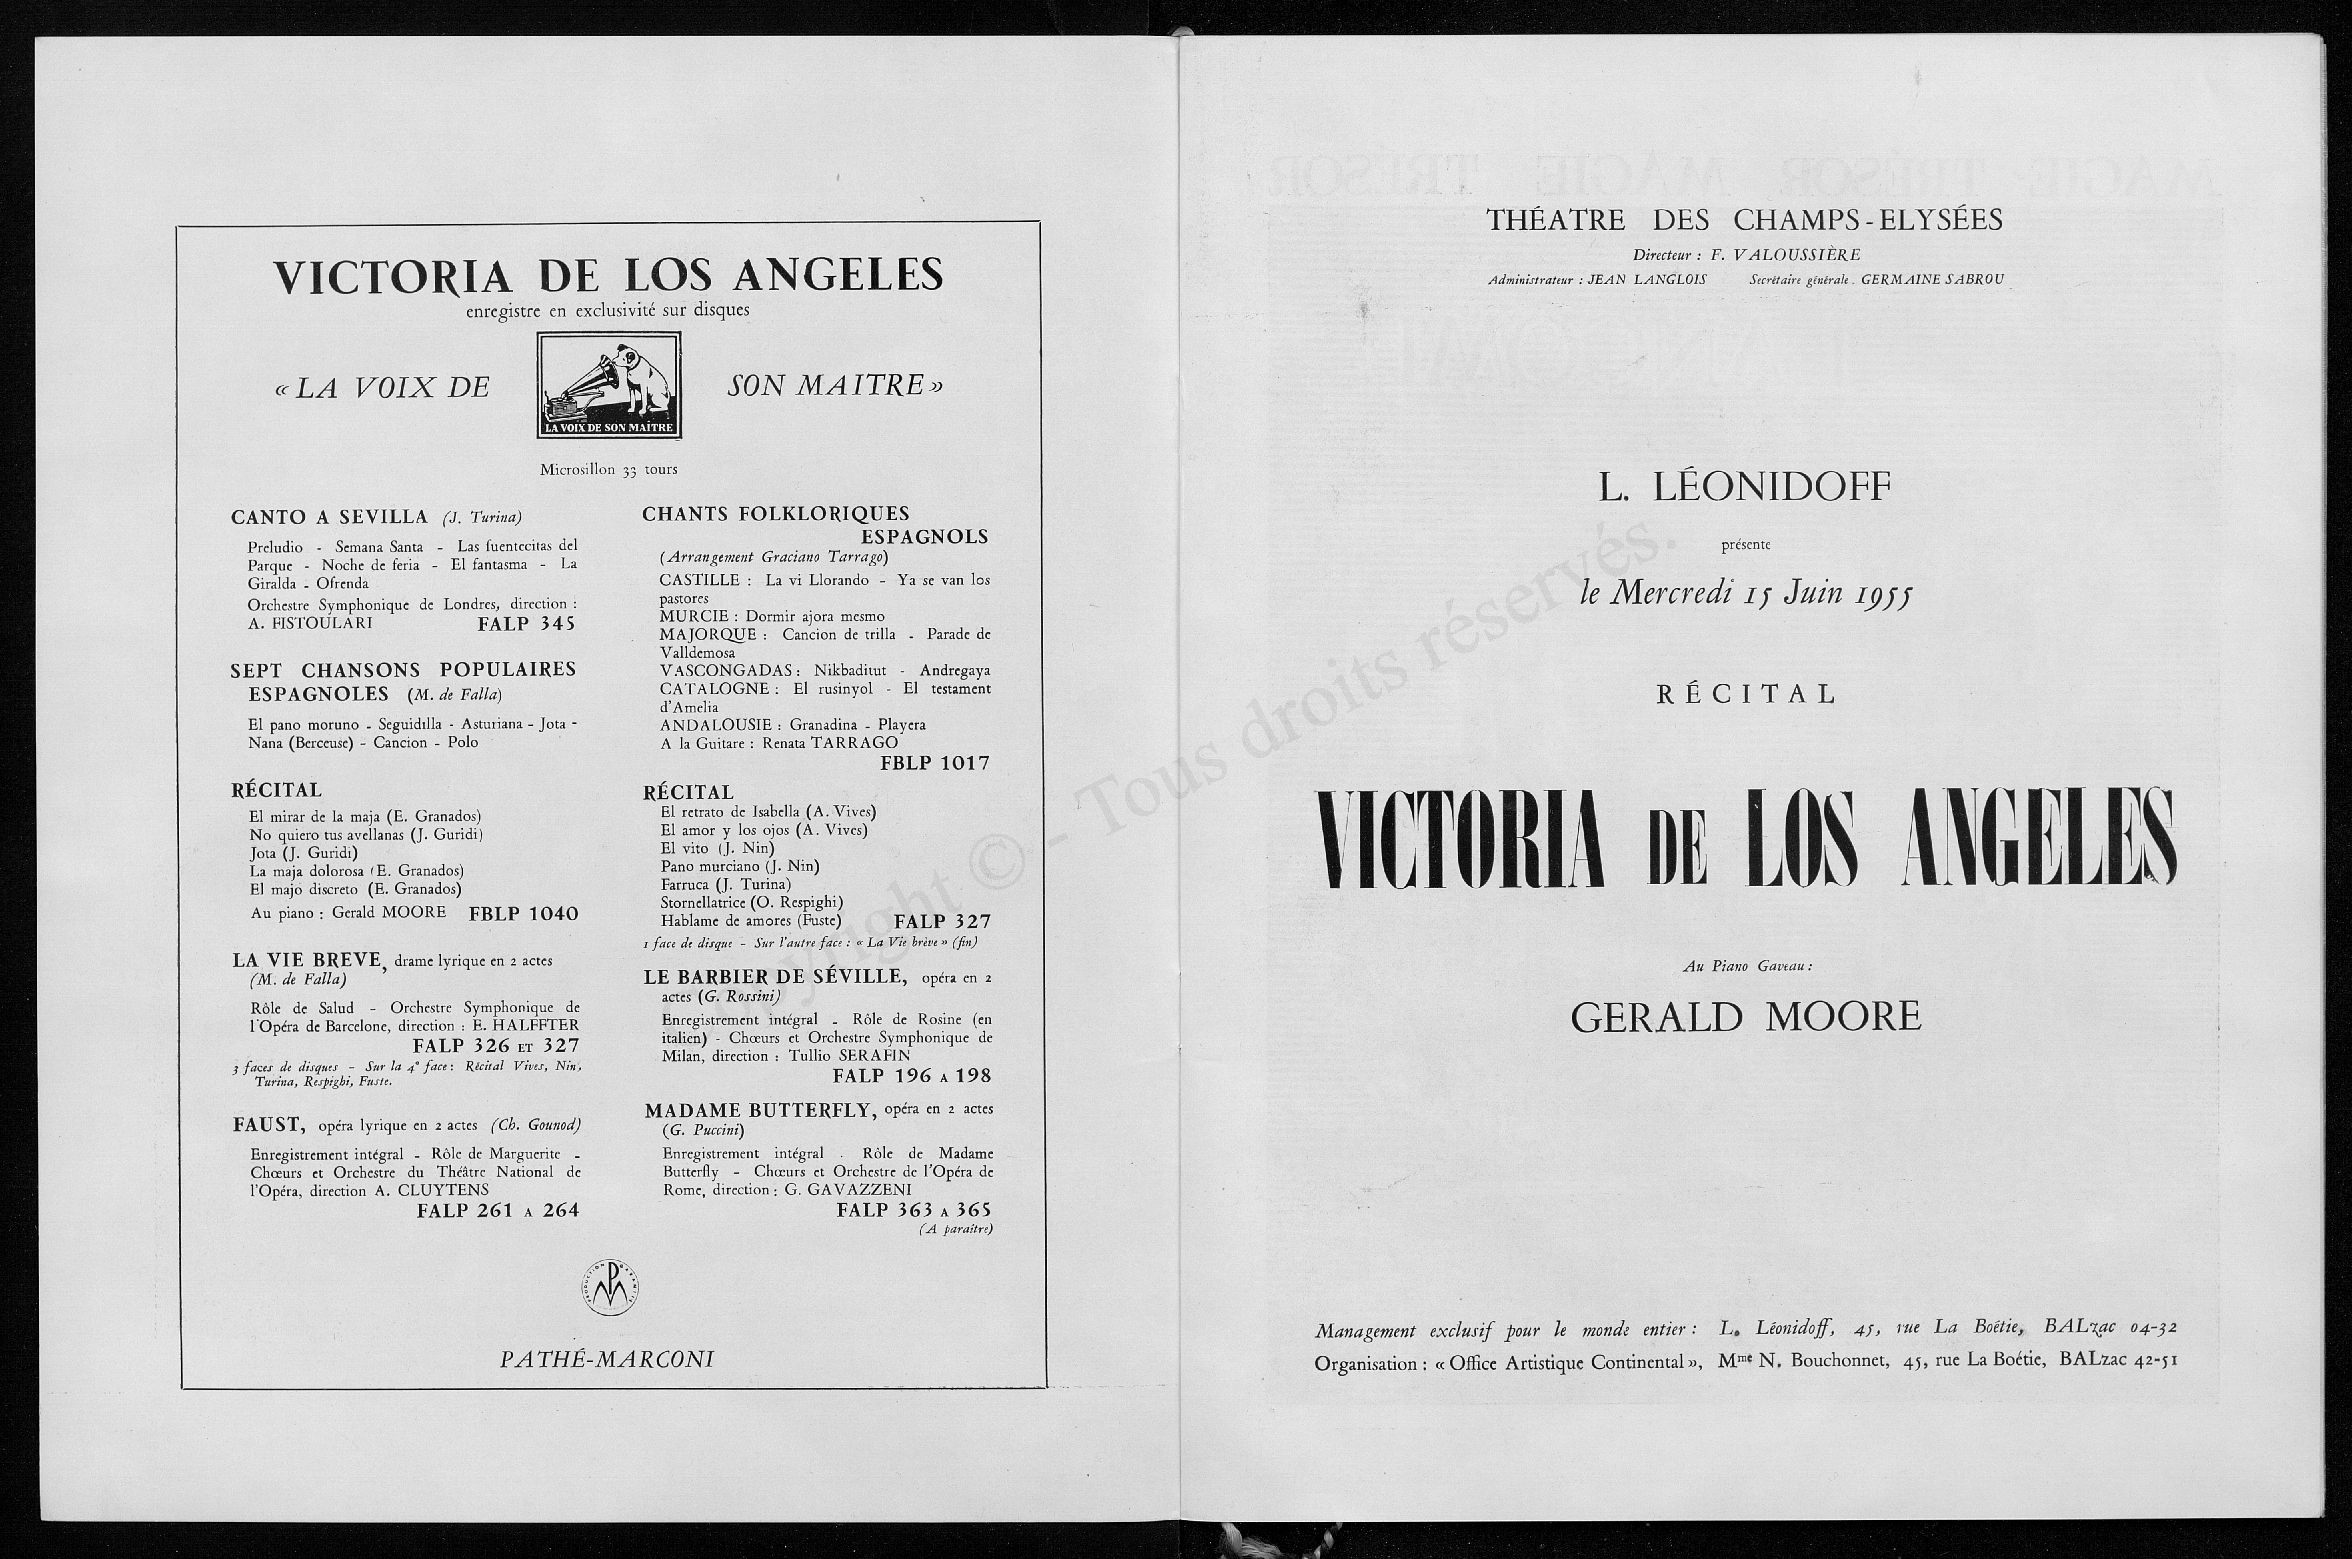 VICTORIA DE LOS ANGELES
enregistre en exclusivité sur disques
« LA VOIX DE
SON MAITRE »
LA VOIX DE SON MAÎTRE
Microsillon 33 tours
CANTO A SEVILLA (J. Turina)
Preludio - Semana Santa - Las fuentecitas del
Parque - Noche de feria - El fantasma - La
Giralda - Ofrenda
Orchestre Symphonique de Londres, direction :
A. FISTOULARI FALP 345
SEPT CHANSONS POPULAIRES
ESPAGNOLES (M. de Falla)
El pano moruno - Seguidilla - Asturiana - Jota -
Nana (Berceuse) - Cancion - Polo
RÉCITAL
El mirar de la maja (E. Granados)
No quiero tus avellanas (J. Guridi)
Jota (J. Guridi)
La maja dolorosa (E. Granados)
El majo discreto (E. Granados)
Au piano : Gerald MOORE FBLP 1040
LA VIE BREVE, drame lyrique en 2 actes
(M. de Falla)
Rôle de Salud - Orchestre Symphonique de
l'Opéra de Barcelone, direction : E. HALFFTER
FALP 326 ET 327
3 faces de disques - Sur la 4e face : Récital Vives, Nin,
Turina, Respighi, Fuste.
FAUST, opéra lyrique en 2 actes (Ch. Gounod)
Enregistrement intégral - Rôle de Marguerite -
Chœurs et Orchestre du Théâtre National de
l'Opéra, direction A. CLUYTENS
FALP 261 A 264
CHANTS FOLKLORIQUES
ESPAGNOLS
(Arrangement Graciano Tarrago)
CASTILLE : La vi Llorando - Ya se van los
pastores
MURCIE : Dormir ajora mesmo
MAJORQUE : Cancion de trilla - Parade de
Valldemosa
VASCONGADAS : Nikbaditut - Andregaya
CATALOGNE : El rusinyol - El testament
d'Amelia
ANDALOUSIE : Granadina - Playera
A la Guitare : Renata TARRAGO
FBLP 1017
RÉCITAL
El retrato de Isabella (A. Vives)
El amor y los ojos (A. Vives)
El vito (J. Nin)
Pano murciano (J. Nin)
Farruca (J. Turina)
Stornellatrice (O. Respighi)
Hablame de amores (Fuste) FALP 327
1 face de disque - Sur l'autre face : « La Vie brève » (fin)
LE BARBIER DE SÉVILLE, opéra en 2
actes (G. Rossini)
Enregistrement intégral - Rôle de Rosine (en
italien) - Chœurs et Orchestre Symphonique de
Milan, direction : Tullio SERAFIN
FALP 196 A 198
MADAME BUTTERFLY, opéra en 2 actes
(G. Puccini)
Enregistrement intégral . Rôle de Madame
Butterfly - Chœurs et Orchestre de l'Opéra de
Rome, direction : G. GAVAZZENI
FALP 363 A 365
(A paraître)
PRODUCTION GARANTIE
PM
PATHÉ-MARCONI
THÉATRE DES CHAMPS-ELYSÉES
Directeur : F. VALOUSSIÈRE
Administrateur : JEAN LANGLOIS Secrétaire générale . GERMAINE SABROU
L. LÉONIDOFF
présente
le Mercredi 15 Juin 1955
RÉCITAL
VICTORIA DE LOS ANGELES
Au Piano Gaveau :
GERALD MOORE
Management exclusif pour le monde entier : L. Léonidoff, 45, rue La Boétie, BALzac 04-32
Organisation : « Office Artistique Continental », Mme N. Bouchonnet, 45, rue La Boétie, BALzac 42-51
Copyright © - Tous droits réservés.